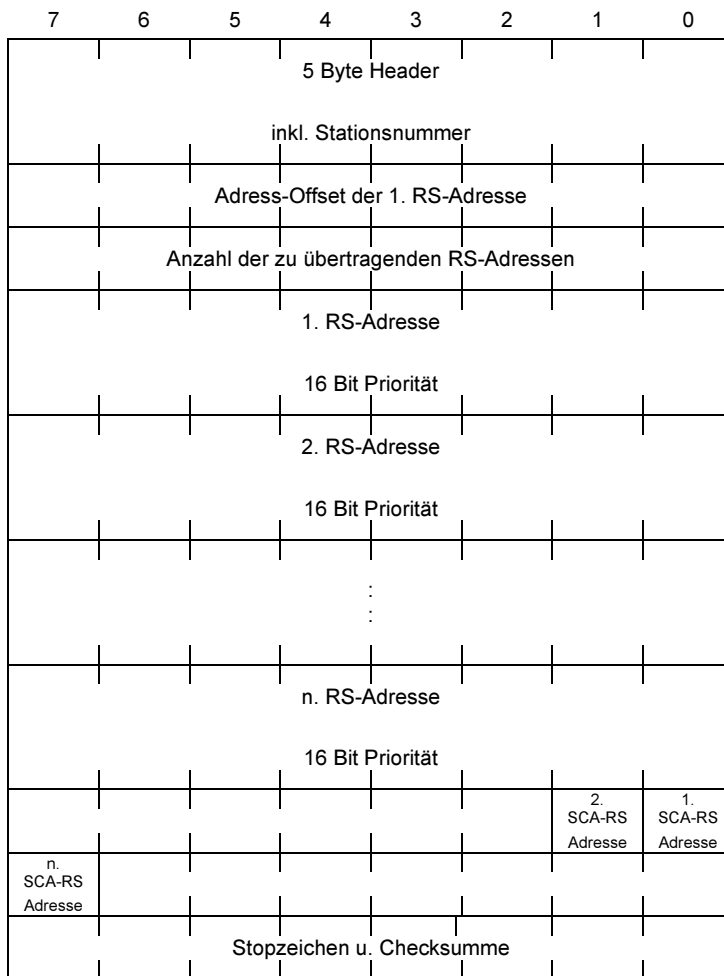 7 6 5 4 3 2 1 0
5 Byte Header
inkl. Stationsnummer
Adress-Offset der 1. RS-Adresse
Anzahl der zu übertragenden RS-Adressen
1. RS-Adresse
16 Bit Priorität
2. RS-Adresse
16 Bit Priorität
:
:
n. RS-Adresse
16 Bit Priorität
2.
SCA-RS
Adresse
1.
SCA-RS
Adresse
n.
SCA-RS
Adresse
Stopzeichen u. Checksumme